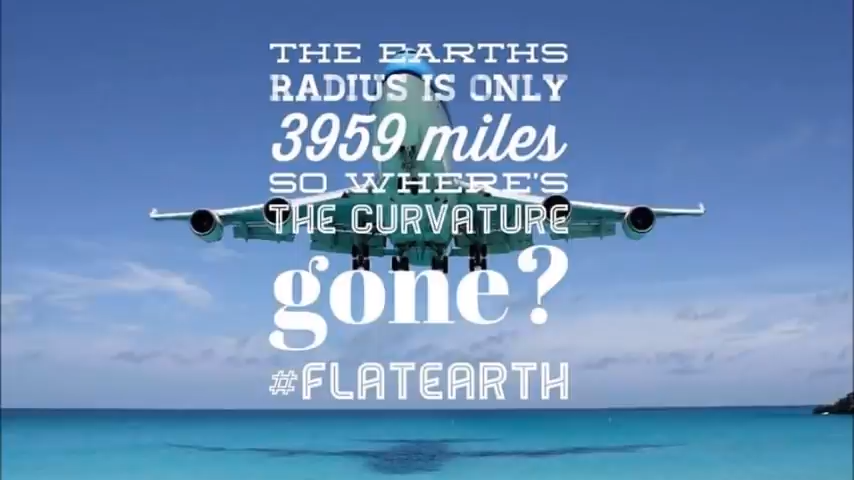 THE EARTHS
RADIUS IS ONLY
3959 miles
SO WHERE'S
THE CURVATURE
gone?
#FLATEARTH